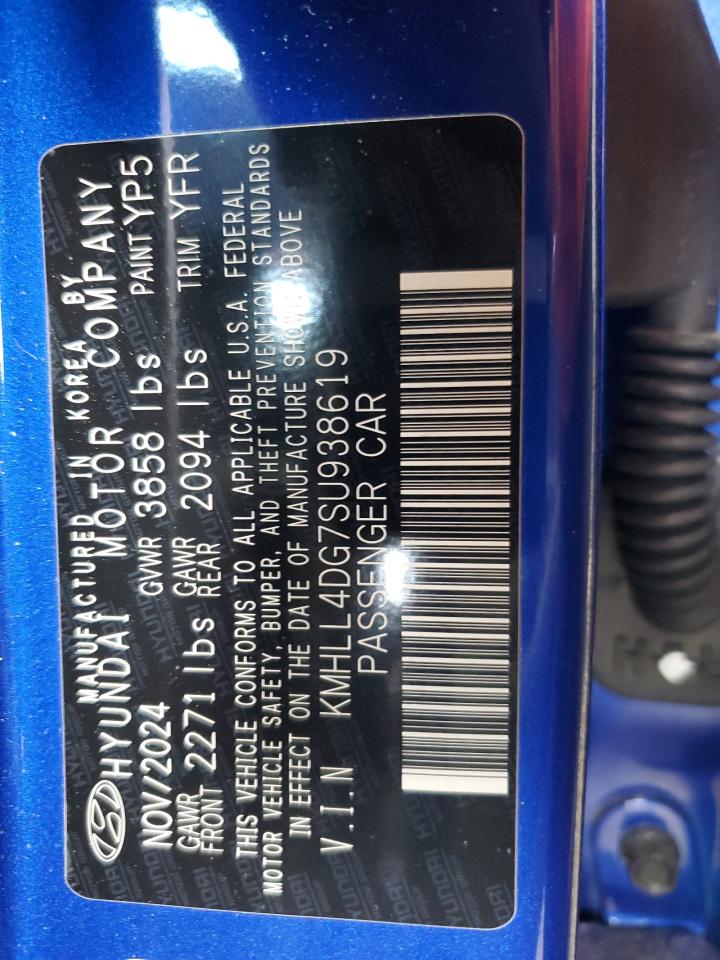 MANUFACTURED IN KOREA BY
HYUNDAI MOTOR COMPANY
NOV/2024 GVWR 3858 lbs PAINT YP5
GAWR FRONT 2271 lbs GAWR REAR 2094 lbs TRIM YFR
THIS VEHICLE CONFORMS TO ALL APPLICABLE U.S.A. FEDERAL
MOTOR VEHICLE SAFETY, BUMPER, AND THEFT PREVENTION STANDARDS
IN EFFECT ON THE DATE OF MANUFACTURE SHOWN ABOVE
V.I.N KMHLL4DG7SU938619
PASSENGER CAR